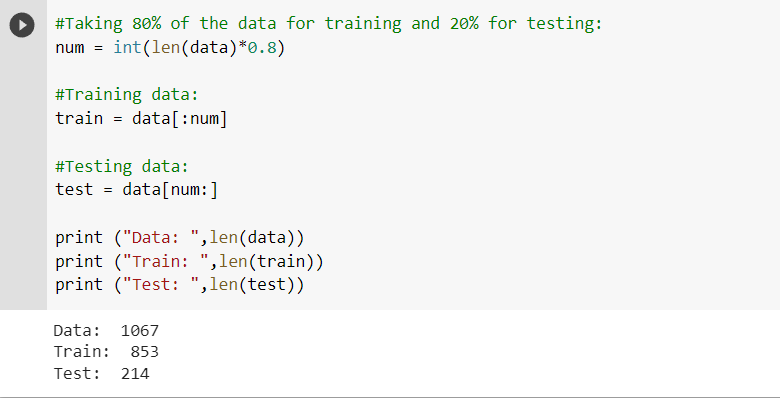 #Taking 80% of the data for training and 20% for testing:
num = int(len(data)*0.8)
#Training data:
train = data[:num]
#Testing data:
test = data[num:]
print ("Data: ",len(data))
print ("Train: ",len(train))
print ("Test: ",len(test))
Data:  1067
Train:  853
Test:  214